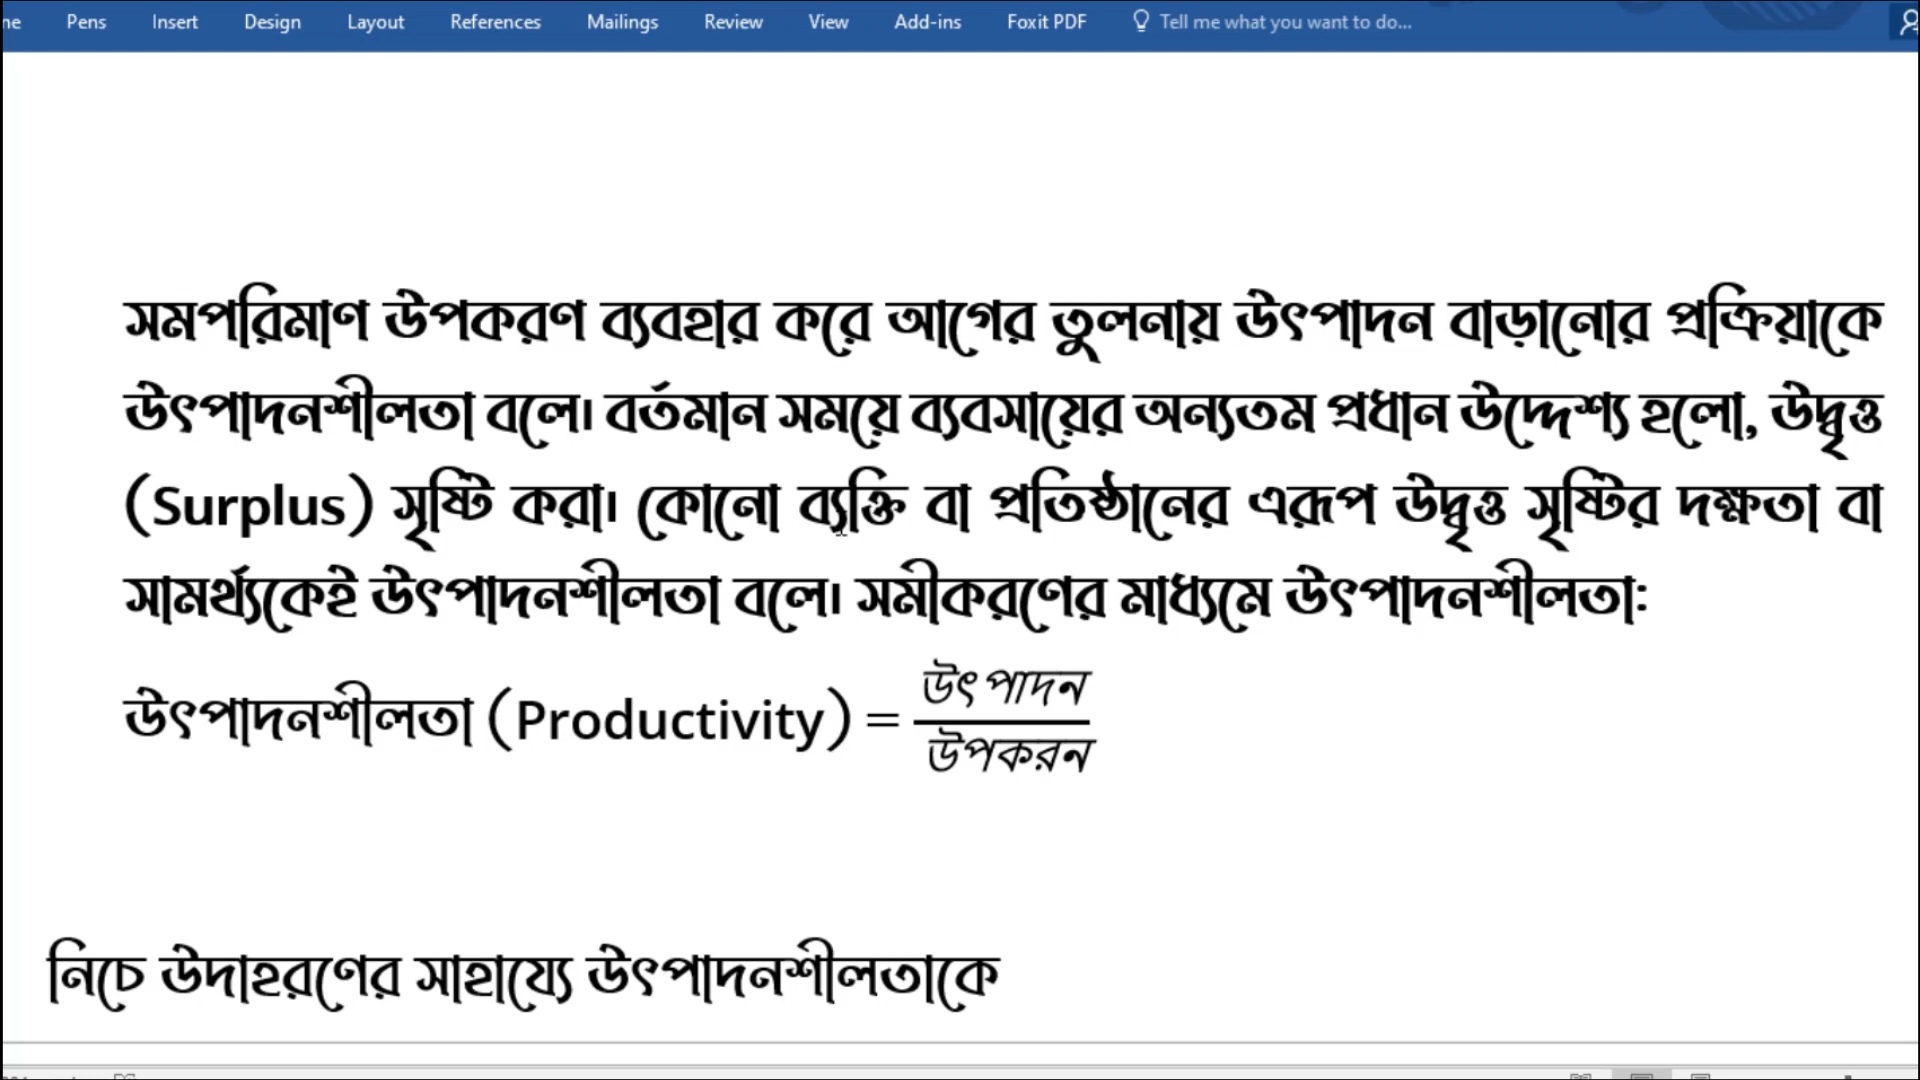 Pens Insert Design Layout References Mailings Review View Add-ins Foxit PDF Tell me what you want to do...
সমপরিমাণ উপকরণ ব্যবহার করে আগের তুলনায় উৎপাদন বাড়ানোর প্রক্রিয়াকে
উৎপাদনশীলতা বলে। বর্তমান সময়ে ব্যবসায়ের অন্যতম প্রধান উদ্দেশ্য হলো, উদ্বৃত্ত
(Surplus) সৃষ্টি করা। কোনো ব্যক্তি বা প্রতিষ্ঠানের এরূপ উদ্বৃত্ত সৃষ্টির দক্ষতা বা
সামর্থ্যকেই উৎপাদনশীলতা বলে। সমীকরণের মাধ্যমে উৎপাদনশীলতা:
উৎপাদন
উৎপাদনশীলতা (Productivity) =
উপকরন
নিচে উদাহরণের সাহায্যে উৎপাদনশীলতাকে